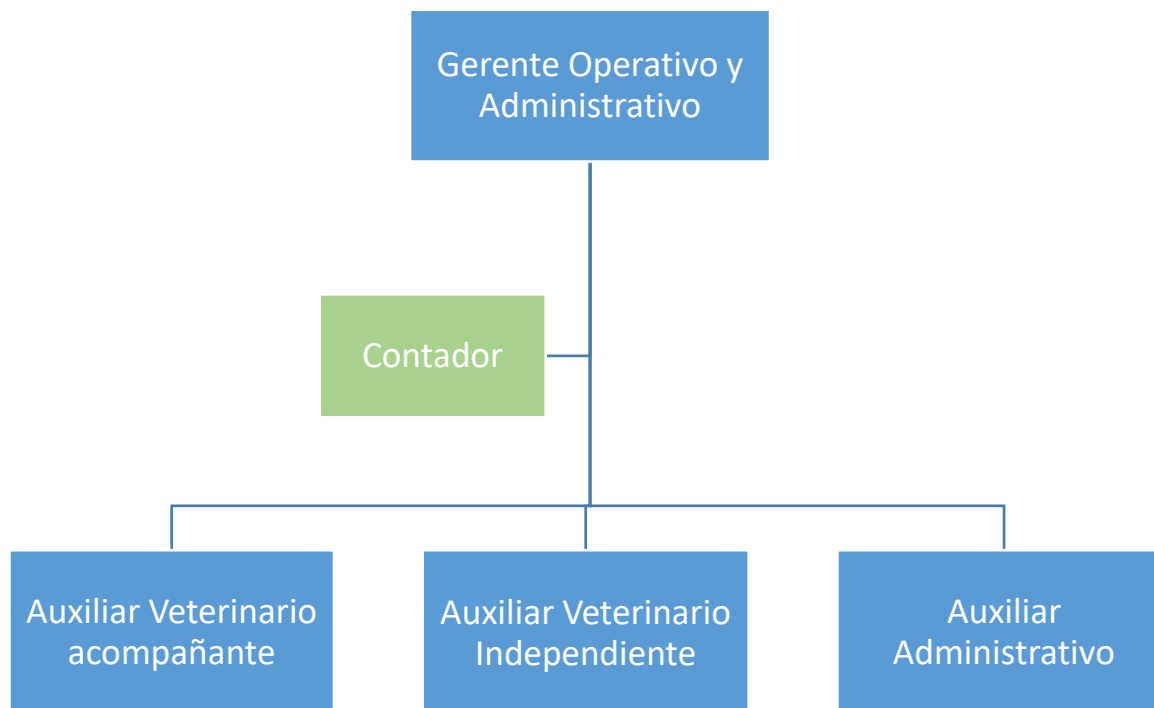 Gerente Operativo y
Administrativo
Contador
Auxiliar Veterinario
acompañante
Auxiliar Veterinario
Independiente
Auxiliar
Administrativo